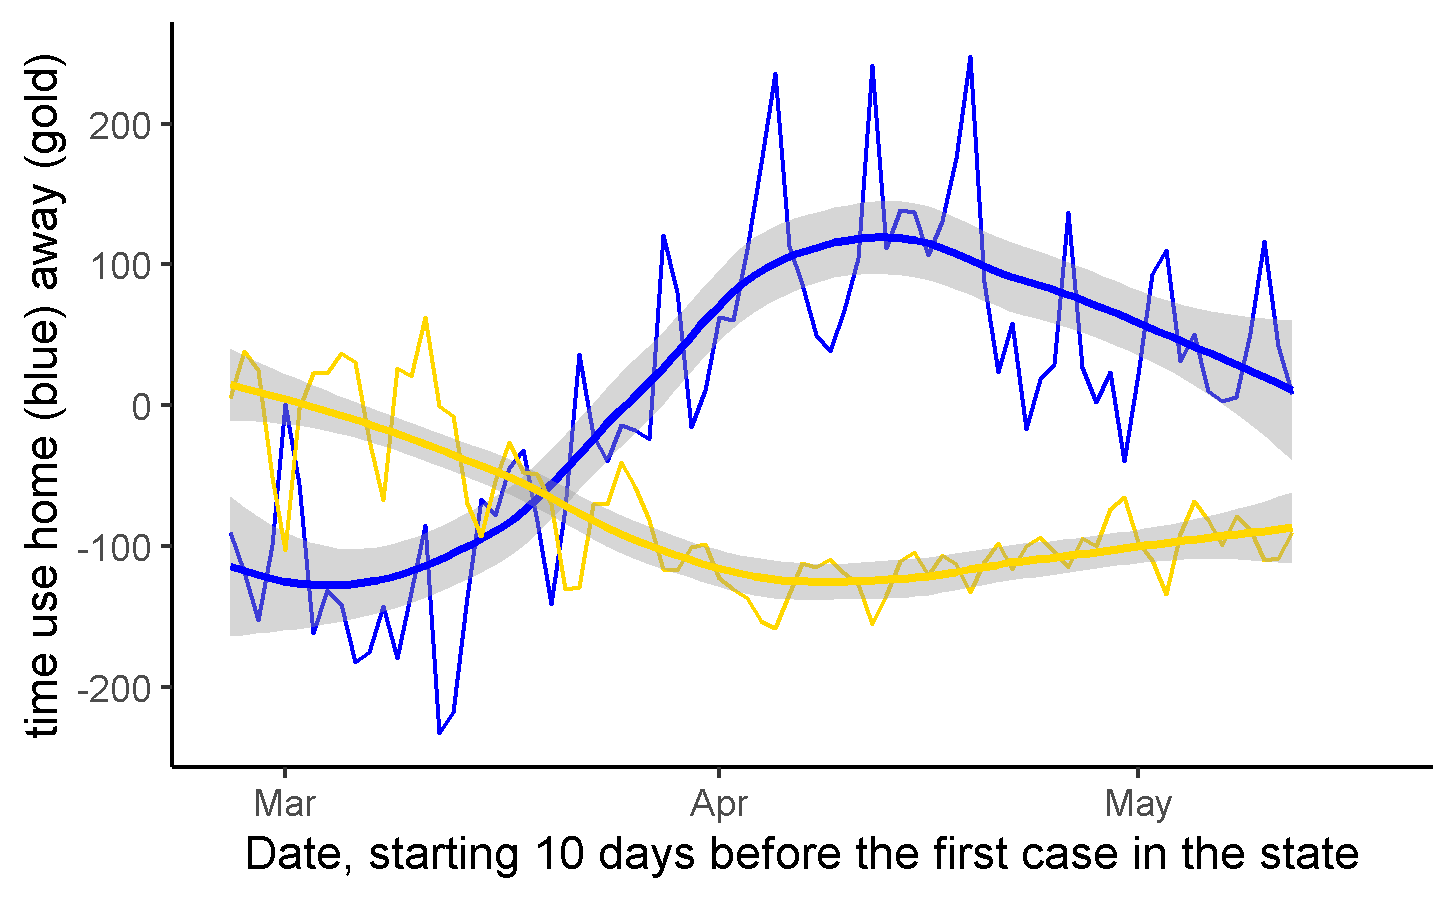 time use home (blue) away (gold)
200
100
0
-100
-200
Mar
Apr
May
Date, starting 10 days before the first case in the state